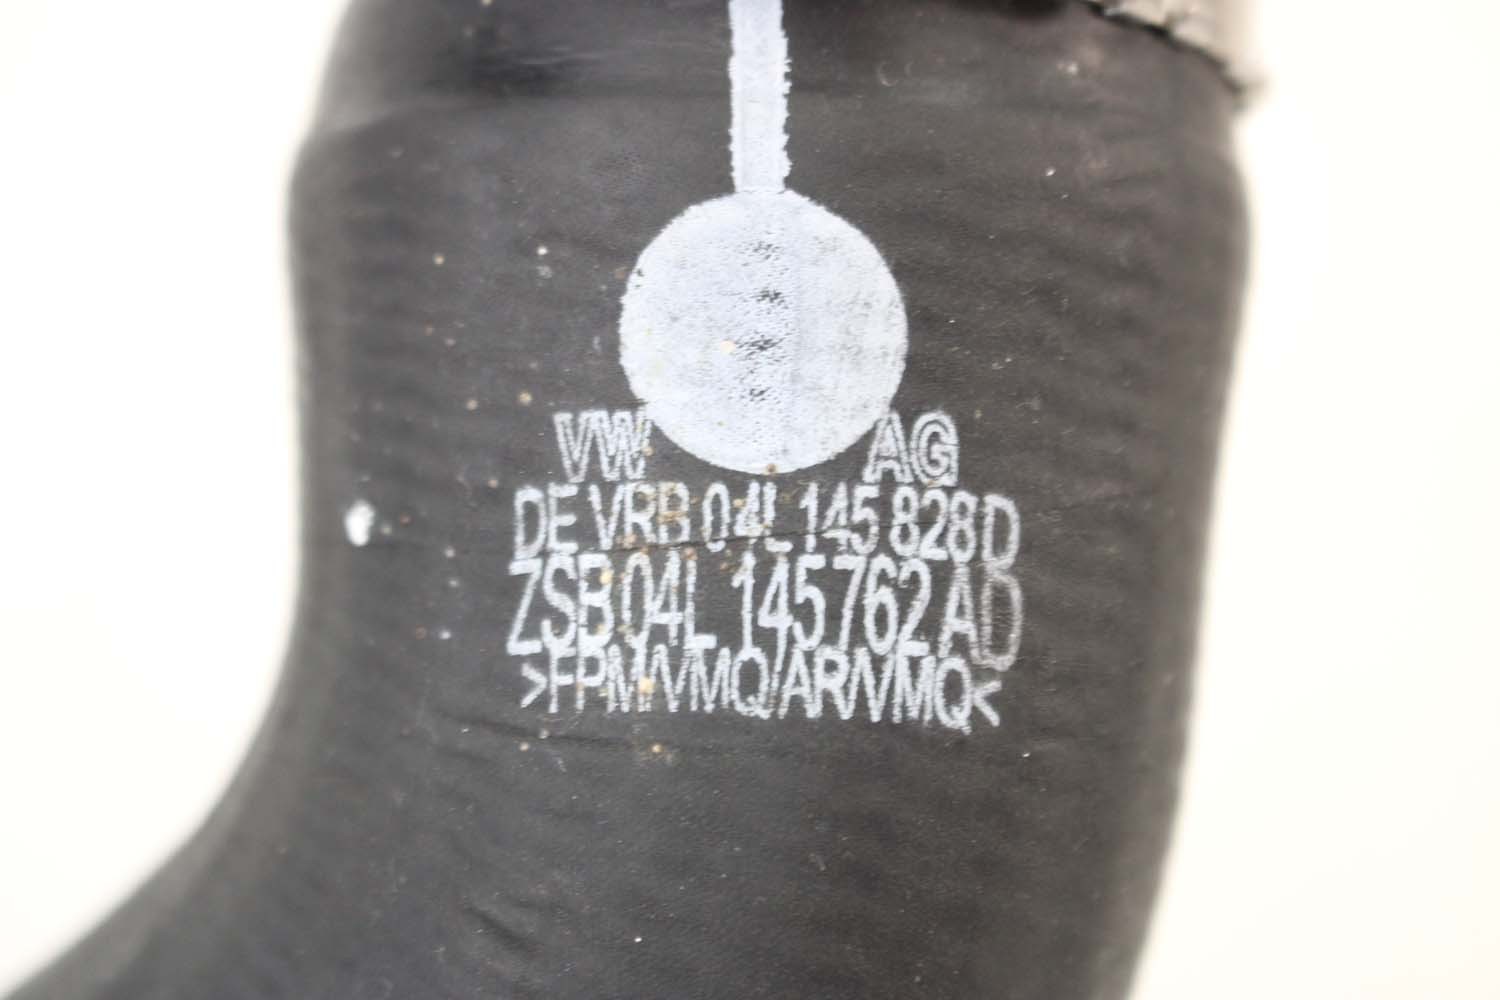 VW AG
DE VRB 04L 145 828 D
ZSB 04L 145 762 AD
>FPM/VMQ/AR/VMQ<